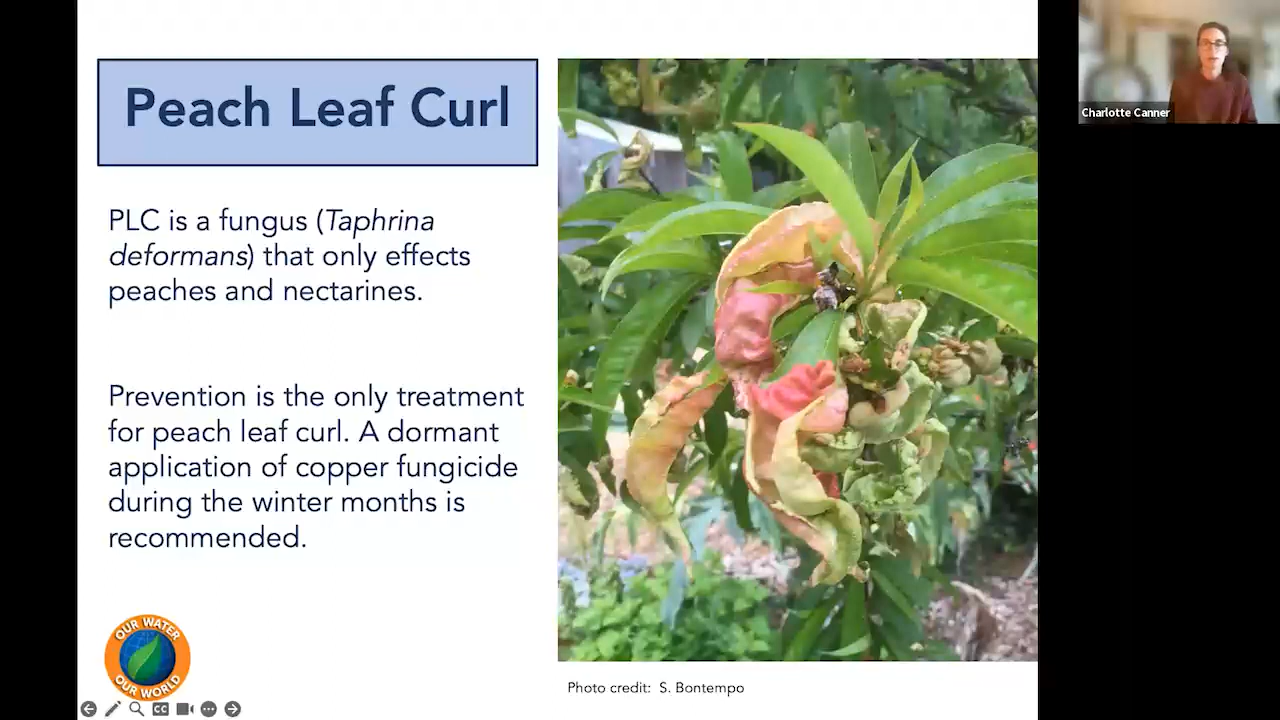 Peach Leaf Curl
PLC is a fungus (Taphrina
deformans) that only effects
peaches and nectarines.
Prevention is the only treatment
for peach leaf curl. A dormant
application of copper fungicide
during the winter months is
recommended.
OUR WATER
OUR WORLD
CC
Photo credit:  S. Bontempo
Charlotte Canner